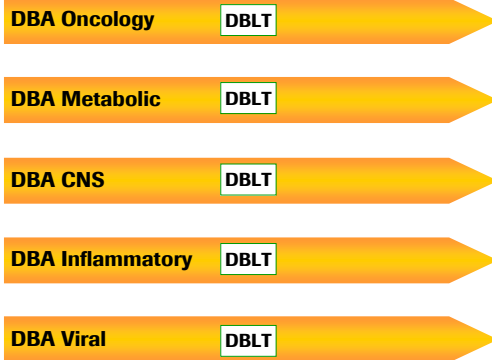 DBA Oncology DBLT
DBA Metabolic DBLT
DBA CNS DBLT
DBA Inflammatory DBLT
DBA Viral DBLT